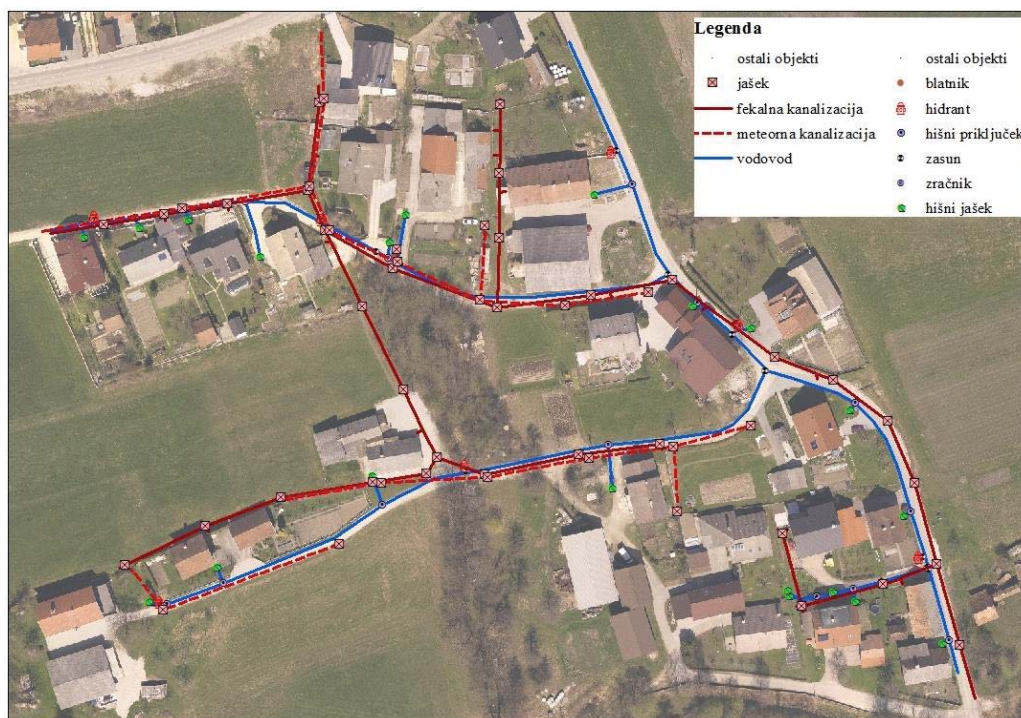 Legenda
ostali objekti
jašek
fekalna kanalizacija
meteorna kanalizacija
vodovod
ostali objekti
blatnik
hidrant
hišni priključek
zasun
zračnik
hišni jašek